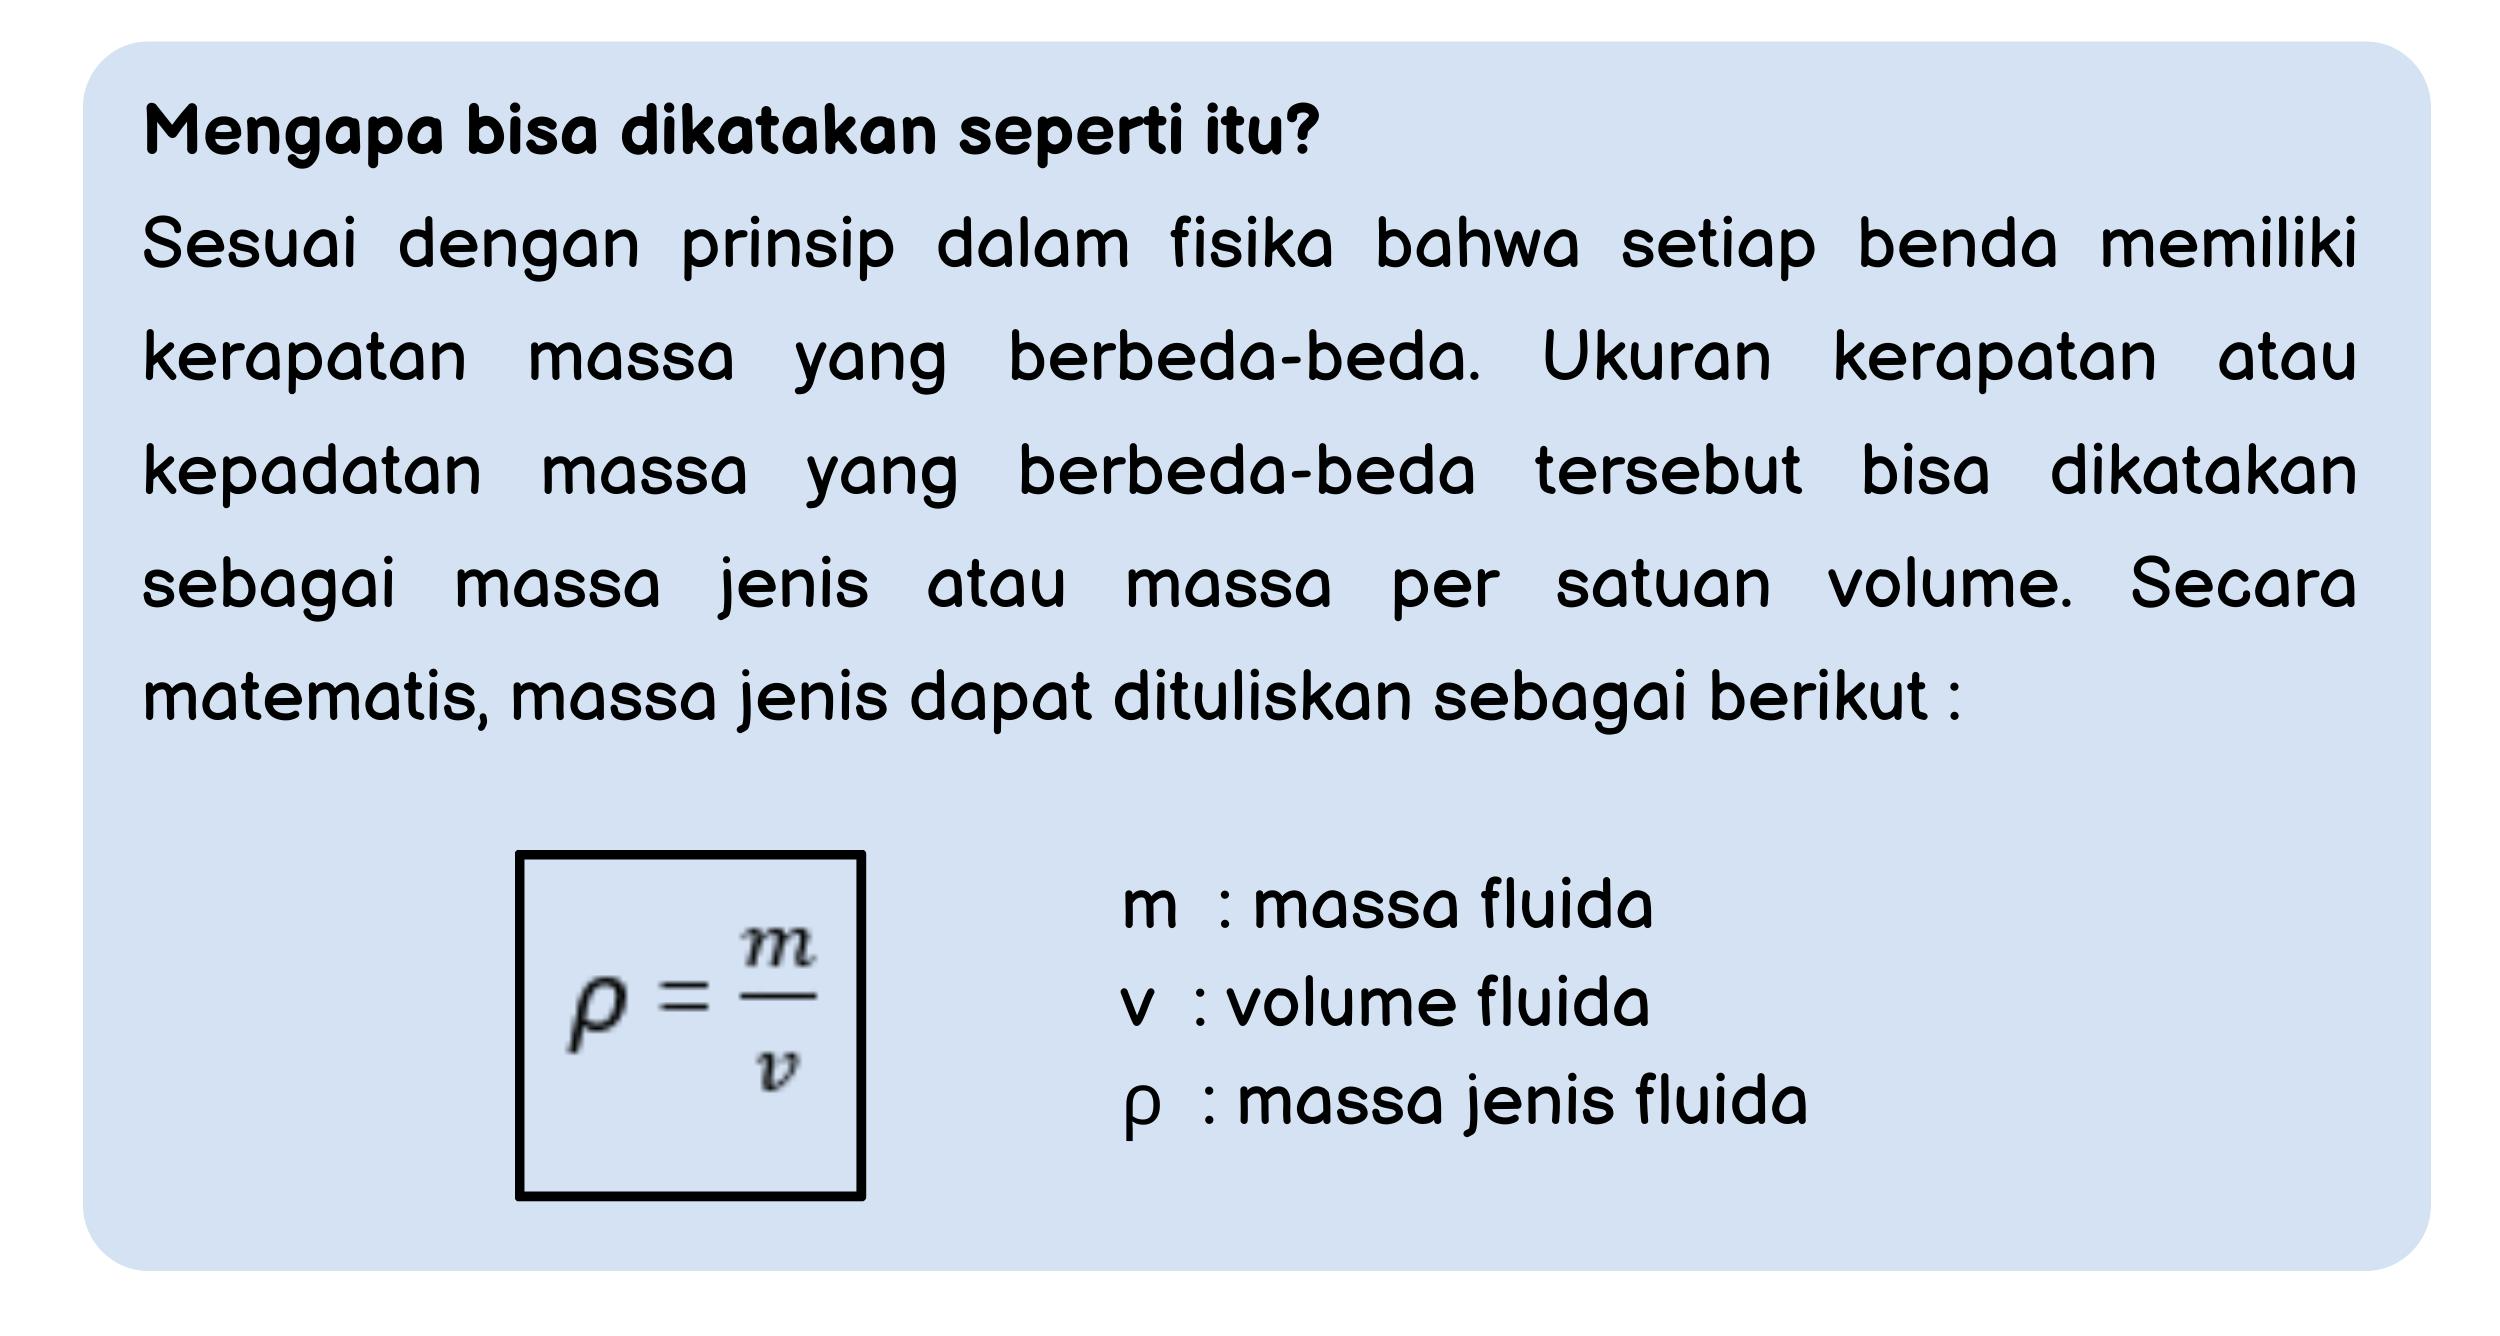 Mengapa bisa dikatakan seperti itu?
Sesuai dengan prinsip dalam fisika bahwa setiap benda memiliki
kerapatan massa yang berbeda-beda. Ukuran kerapatan atau
kepadatan massa yang berbeda-beda tersebut bisa dikatakan
sebagai massa jenis atau massa per satuan volume. Secara
matematis, massa jenis dapat dituliskan sebagai berikut :
ρ = m/v
m : massa fluida
v : volume fluida
ρ : massa jenis fluida